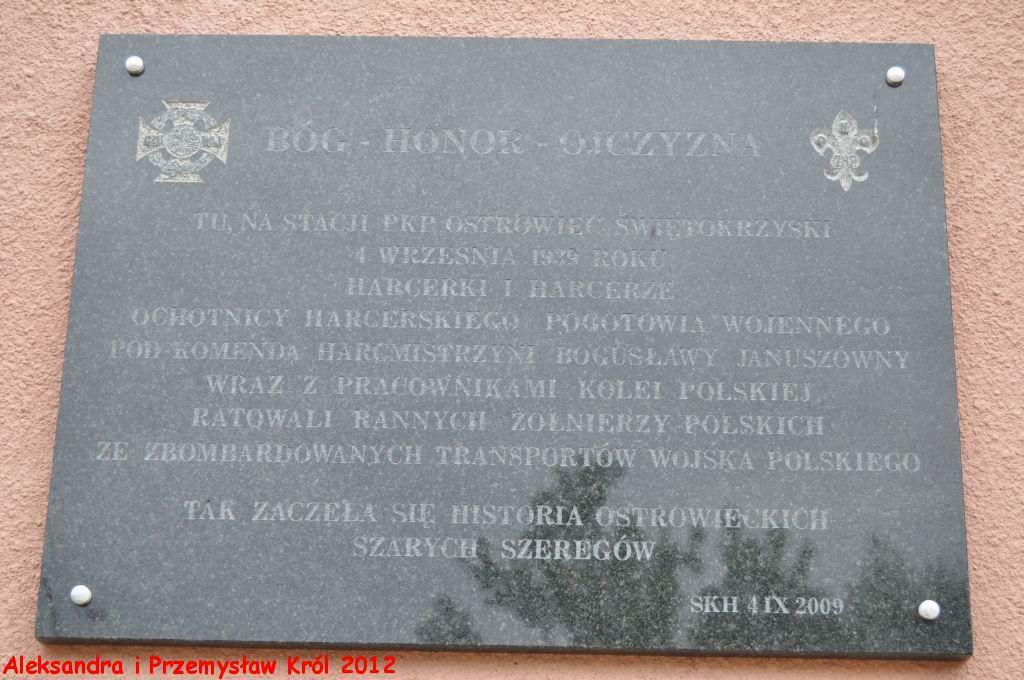 BÓG - HONOR - OJCZYZNA
TU, NA STACJI PKP OSTROWIEC ŚWIĘTOKRZYSKI
4 WRZEŚNIA 1939 ROKU
HARCERKI I HARCERZE
OCHOTNICY HARCERSKIEGO POGOTOWIA WOJENNEGO
POD KOMENDĄ HARCMISTRZYNI BOGUSŁAWY JANUSZÓWNY
WRAZ Z PRACOWNIKAMI KOLEI POLSKIEJ
RATOWALI RANNYCH ŻOŁNIERZY POLSKICH
ZE ZBOMBARDOWANYCH TRANSPORTÓW WOJSKA POLSKIEGO
TAK ZACZĘŁA SIĘ HISTORIA OSTROWIECKICH
SZARYCH SZEREGÓW
SKH 4 IX 2009
Aleksandra i Przemysław Król 2012